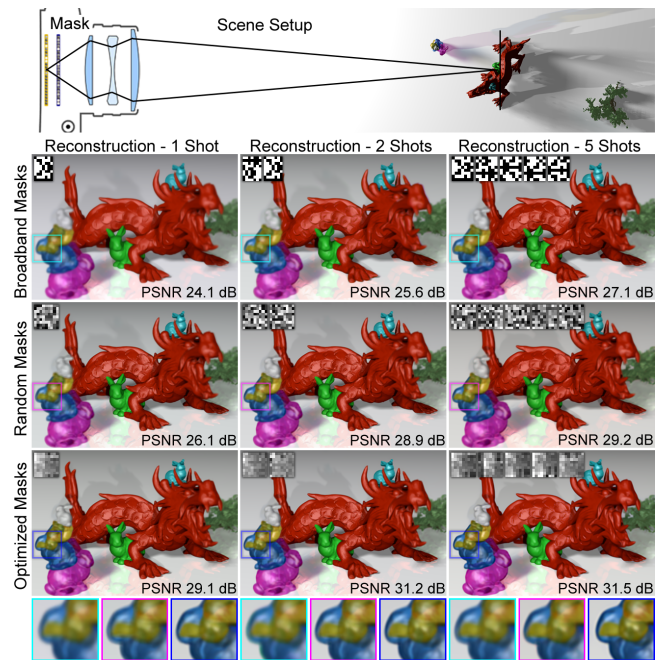 Mask
Scene Setup
Reconstruction - 1 Shot
Reconstruction - 2 Shots
Reconstruction - 5 Shots
Broadband Masks
PSNR 24.1 dB
PSNR 25.6 dB
PSNR 27.1 dB
Random Masks
PSNR 26.1 dB
PSNR 28.9 dB
PSNR 29.2 dB
Optimized Masks
PSNR 29.1 dB
PSNR 31.2 dB
PSNR 31.5 dB